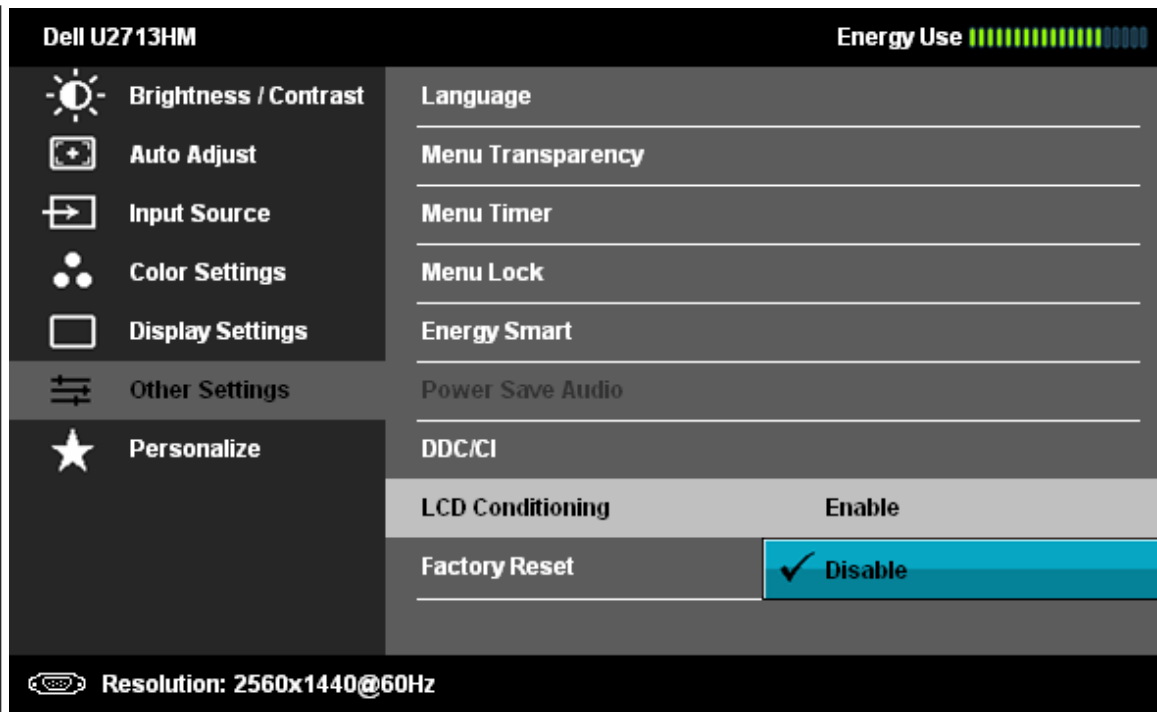 Dell U2713HM
Energy Use
Brightness / Contrast
Auto Adjust
Input Source
Color Settings
Display Settings
Other Settings
Personalize
Language
Menu Transparency
Menu Timer
Menu Lock
Energy Smart
Power Save Audio
DDC/CI
LCD Conditioning
Enable
Factory Reset
Disable
Resolution: 2560x1440@60Hz